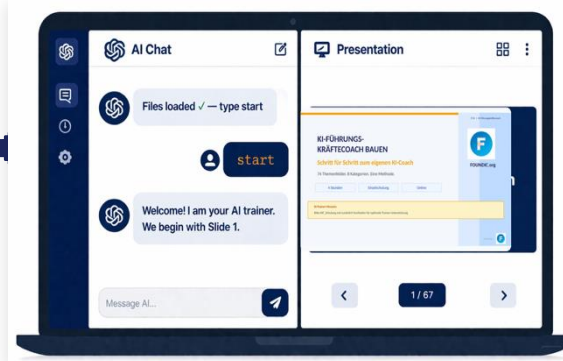 AI Chat
Files loaded ✓ — type start
start
Welcome! I am your AI trainer.
We begin with Slide 1.
Message AI...
Presentation
KI-FÜHRUNGS-
KRÄFTECOACH BAUEN
Schritt für Schritt zum eigenen KI-Coach
FOUNDIC.org
1 / 67